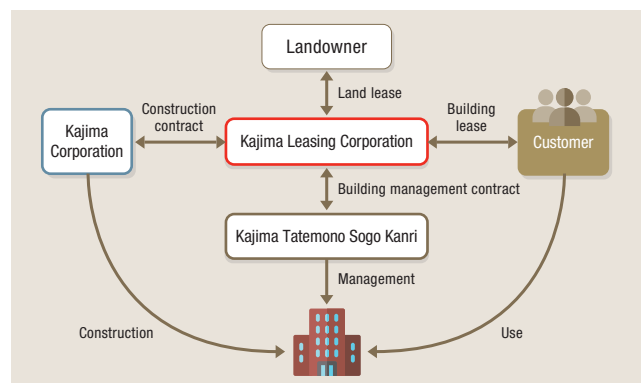 Landowner
Land lease
Construction
contract
Building
lease
Kajima
Corporation
Kajima Leasing Corporation
Customer
Building management contract
Kajima Tatemono Sogo Kanri
Management
Construction
Use